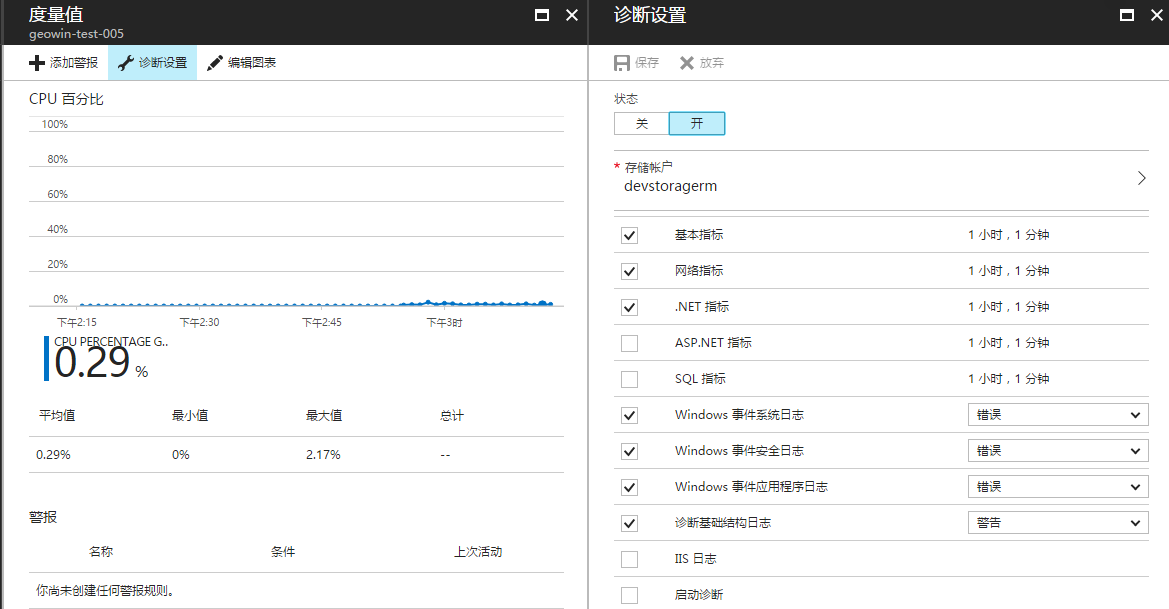 度量值
geowin-test-005
添加警报 诊断设置 编辑图表
CPU 百分比
100%
80%
60%
40%
20%
0%
下午2:15 下午2:30 下午2:45 下午3时
CPU PERCENTAGE G..
0.29 %
平均值 最小值 最大值 总计
0.29% 0% 2.17% --
警报
名称 条件 上次活动
你尚未创建任何警报规则。
诊断设置
保存 放弃
状态
关 开
* 存储帐户
devstoragerm
基本指标 1 小时，1 分钟
网络指标 1 小时，1 分钟
.NET 指标 1 小时，1 分钟
ASP.NET 指标 1 小时，1 分钟
SQL 指标 1 小时，1 分钟
Windows 事件系统日志 错误
Windows 事件安全日志 错误
Windows 事件应用程序日志 错误
诊断基础结构日志 警告
IIS 日志
启动诊断